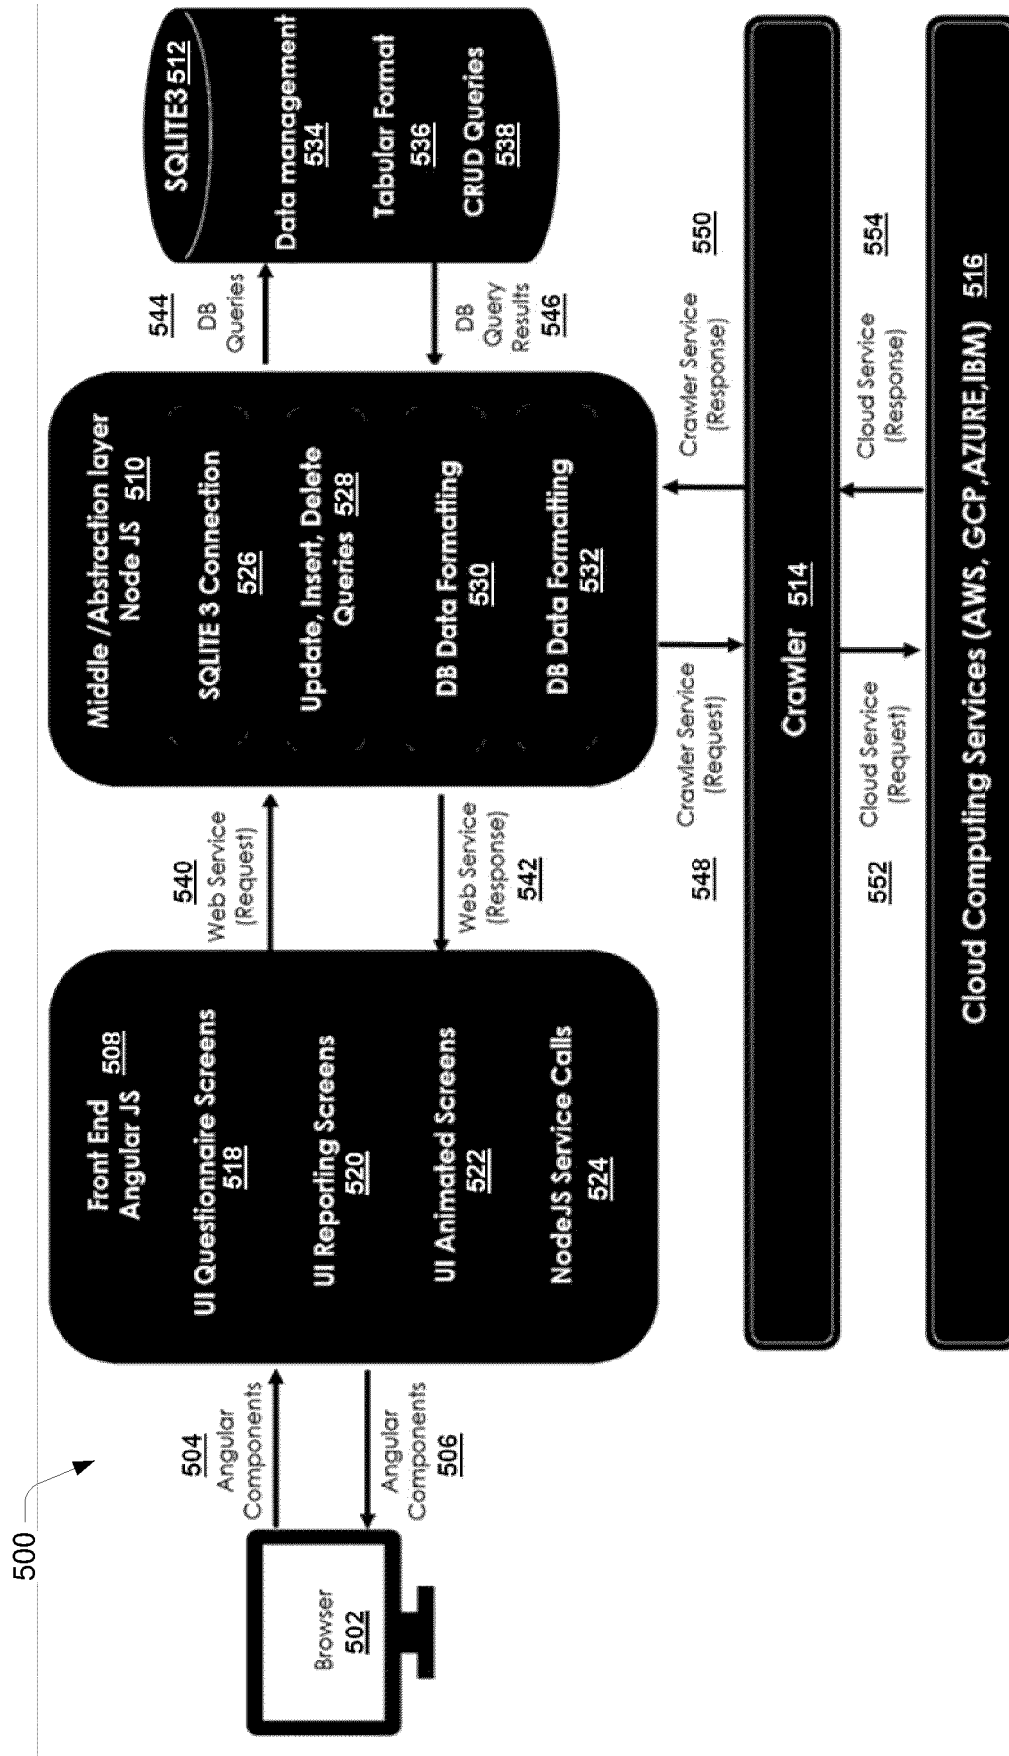 500
Browser
502
504
Angular
Components
Angular
Components
506
Front End 508
Angular JS
UI Questionnaire Screens
518
UI Reporting Screens
520
UI Animated Screens
522
NodeJS Service Calls
524
540
Web Service
(Request)
Web Service
(Response)
542
Middle /Abstraction layer
Node JS 510
SQLITE 3 Connection
526
Update, Insert, Delete
Queries 528
DB Data Formatting
530
DB Data Formatting
532
544
DB
Queries
DB
Query
Results
546
SQLITE3 512
Data management
534
Tabular Format
536
CRUD Queries
538
Crawler Service
(Request)
548
Crawler Service
(Response)
550
Crawler 514
Cloud Service
(Request)
552
Cloud Service
(Response)
554
Cloud Computing Services (AWS, GCP,AZURE,IBM) 516